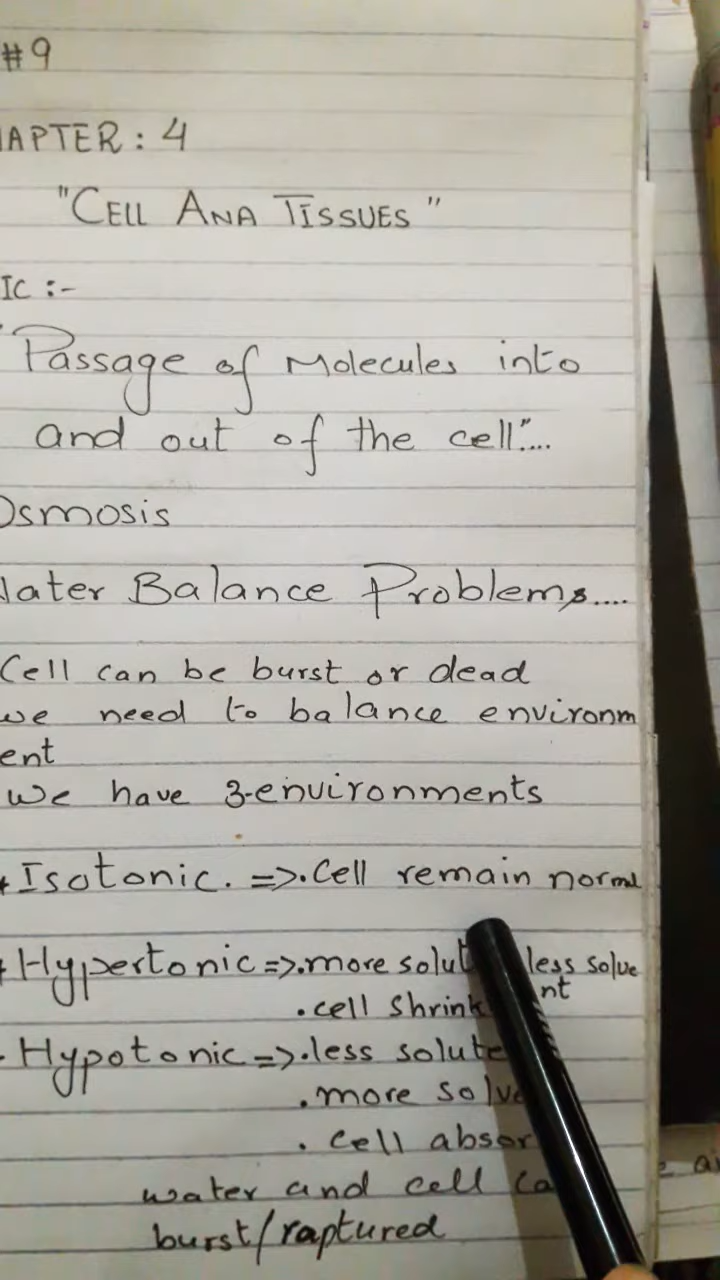 #9
HAPTER : 4
"CELL ANA TISSUES"
IC :-
Passage of Molecules into
and out of the cell"....
Osmosis
Water Balance Problems....
Cell can be burst or dead
we need to balance environm
ent
we have 3-environments
* Isotonic. =>. Cell remain normal
* Hypertonic =>. more solut less solve
nt
. cell shrink
. Hypotonic =>. less solute
. more solve
. cell absor
water and cell ca
burst/raptured